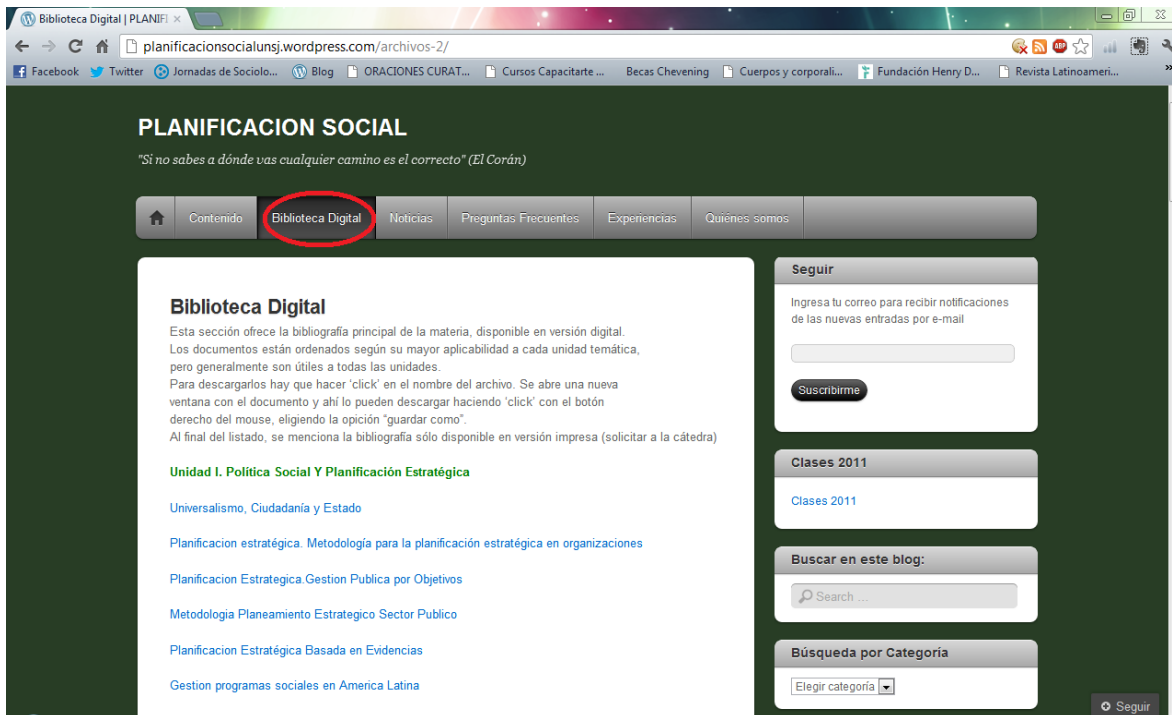 Biblioteca Digital | PLANIFI
planificacionsocialunsj.wordpress.com/archivos-2/
Facebook Twitter Jornadas de Sociolo... Blog ORACIONES CURAT... Cursos Capacitarte ... Becas Chevening Cuerpos y corporali... Fundación Henry D... Revista Latinoameri... »
PLANIFICACION SOCIAL
"Si no sabes a dónde vas cualquier camino es el correcto" (El Corán)
Contenido Biblioteca Digital Noticias Preguntas Frecuentes Experiencias Quiénes somos
Biblioteca Digital
Esta sección ofrece la bibliografía principal de la materia, disponible en versión digital.
Los documentos están ordenados según su mayor aplicabilidad a cada unidad temática,
pero generalmente son útiles a todas las unidades.
Para descargarlos hay que hacer ‘click’ en el nombre del archivo. Se abre una nueva
ventana con el documento y ahí lo pueden descargar haciendo ‘click’ con el botón
derecho del mouse, eligiendo la opición “guardar como”.
Al final del listado, se menciona la bibliografía sólo disponible en versión impresa (solicitar a la cátedra)
Unidad I. Política Social Y Planificación Estratégica
Universalismo, Ciudadanía y Estado
Planificacion estratégica. Metodología para la planificación estratégica en organizaciones
Planificacion Estrategica.Gestion Publica por Objetivos
Metodologia Planeamiento Estrategico Sector Publico
Planificacion Estratégica Basada en Evidencias
Gestion programas sociales en America Latina
Seguir
Ingresa tu correo para recibir notificaciones
de las nuevas entradas por e-mail
Suscribirme
Clases 2011
Clases 2011
Buscar en este blog:
Search ...
Búsqueda por Categoría
Elegir categoría
Seguir